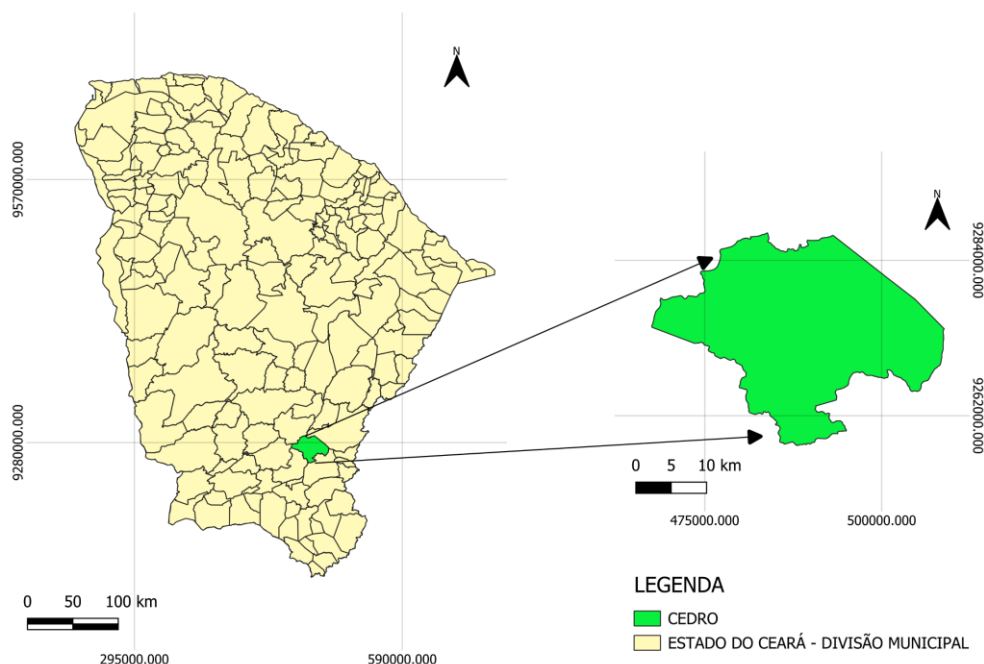 N
9570000.000
9280000.000
0 50 100 km
295000.000
590000.000
N
9284000.000
9262000.000
0 5 10 km
475000.000
500000.000
LEGENDA
CEDRO
ESTADO DO CEARÁ - DIVISÃO MUNICIPAL